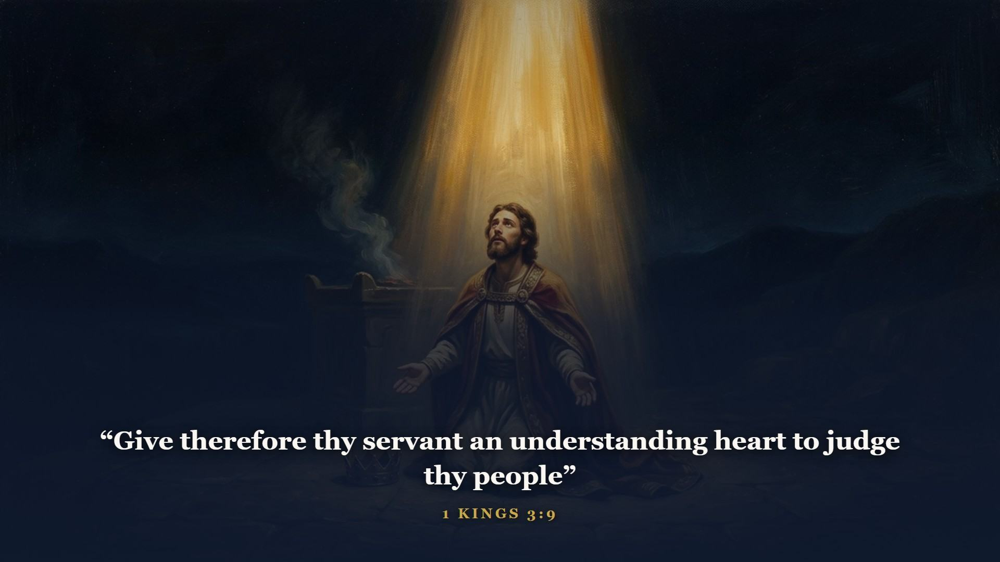 “Give therefore thy servant an understanding heart to judge
thy people”
1 KINGS 3:9